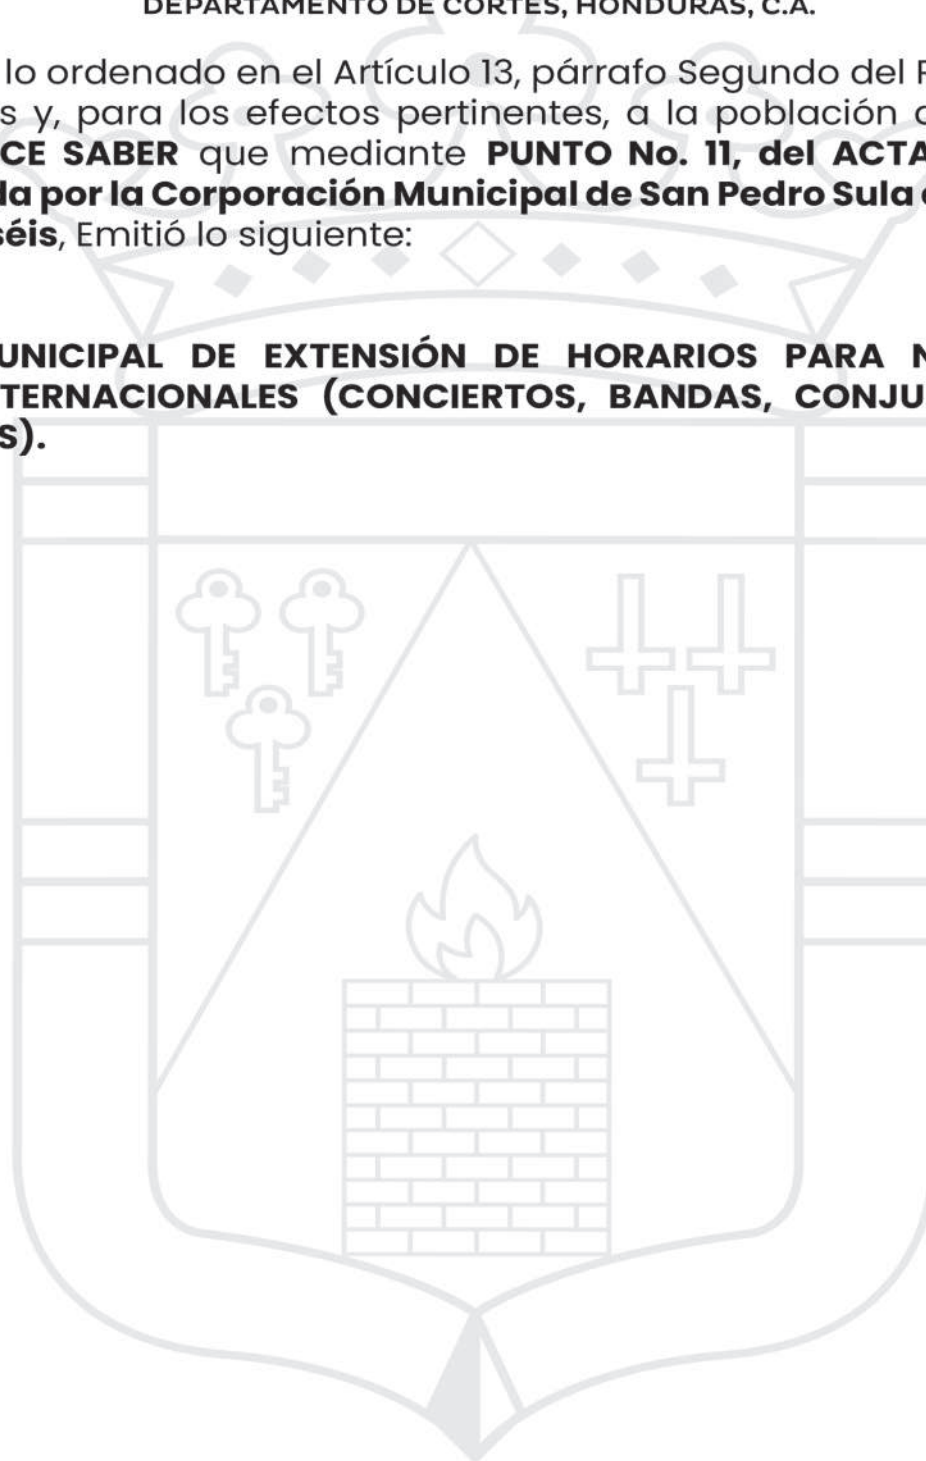 DEPARTAMENTO DE CORTÉS, HONDURAS, C.A.
lo ordenado en el Artículo 13, párrafo Segundo del
s y, para los efectos pertinentes, a la población
CE SABER que mediante PUNTO No. 11, del ACTA
da por la Corporación Municipal de San Pedro Sula
séis, Emitió lo siguiente:
UNICIPAL DE EXTENSIÓN DE HORARIOS PARA N
TERNACIONALES (CONCIERTOS, BANDAS, CONJU
S).